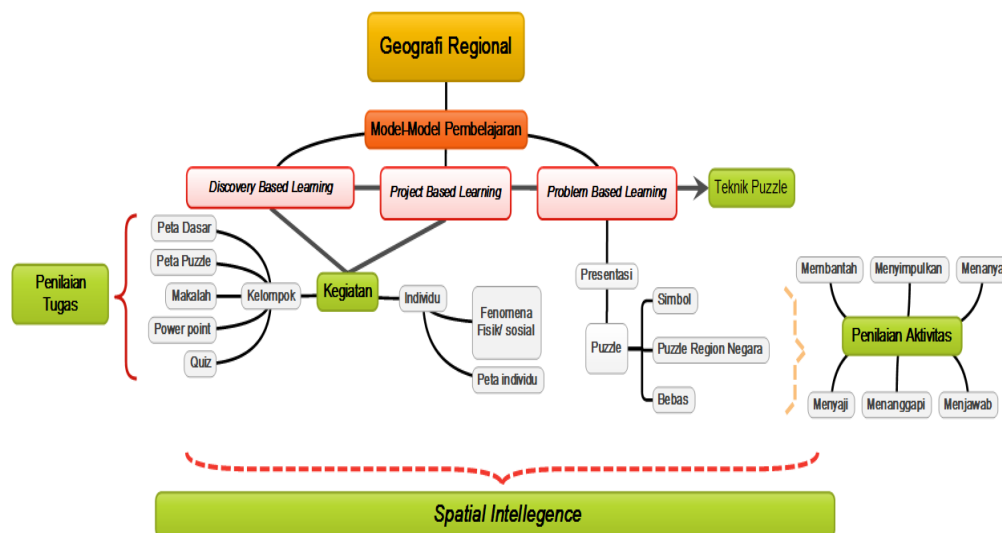 Geografi Regional
Model-Model Pembelajaran
Discovery Based Learning
Project Based Learning
Problem Based Learning
Teknik Puzzle
Penilaian
Tugas
Peta Dasar
Peta Puzzle
Makalah
Power point
Quiz
Kelompok
Kegiatan
Individu
Fenomena
Fisik/ sosial
Peta individu
Presentasi
Puzzle
Simbol
Puzzle Region Negara
Bebas
Membantah
Menyimpulkan
Menanya
Penilaian Aktivitas
Menyaji
Menanggapi
Menjawab
Spatial Intellegence